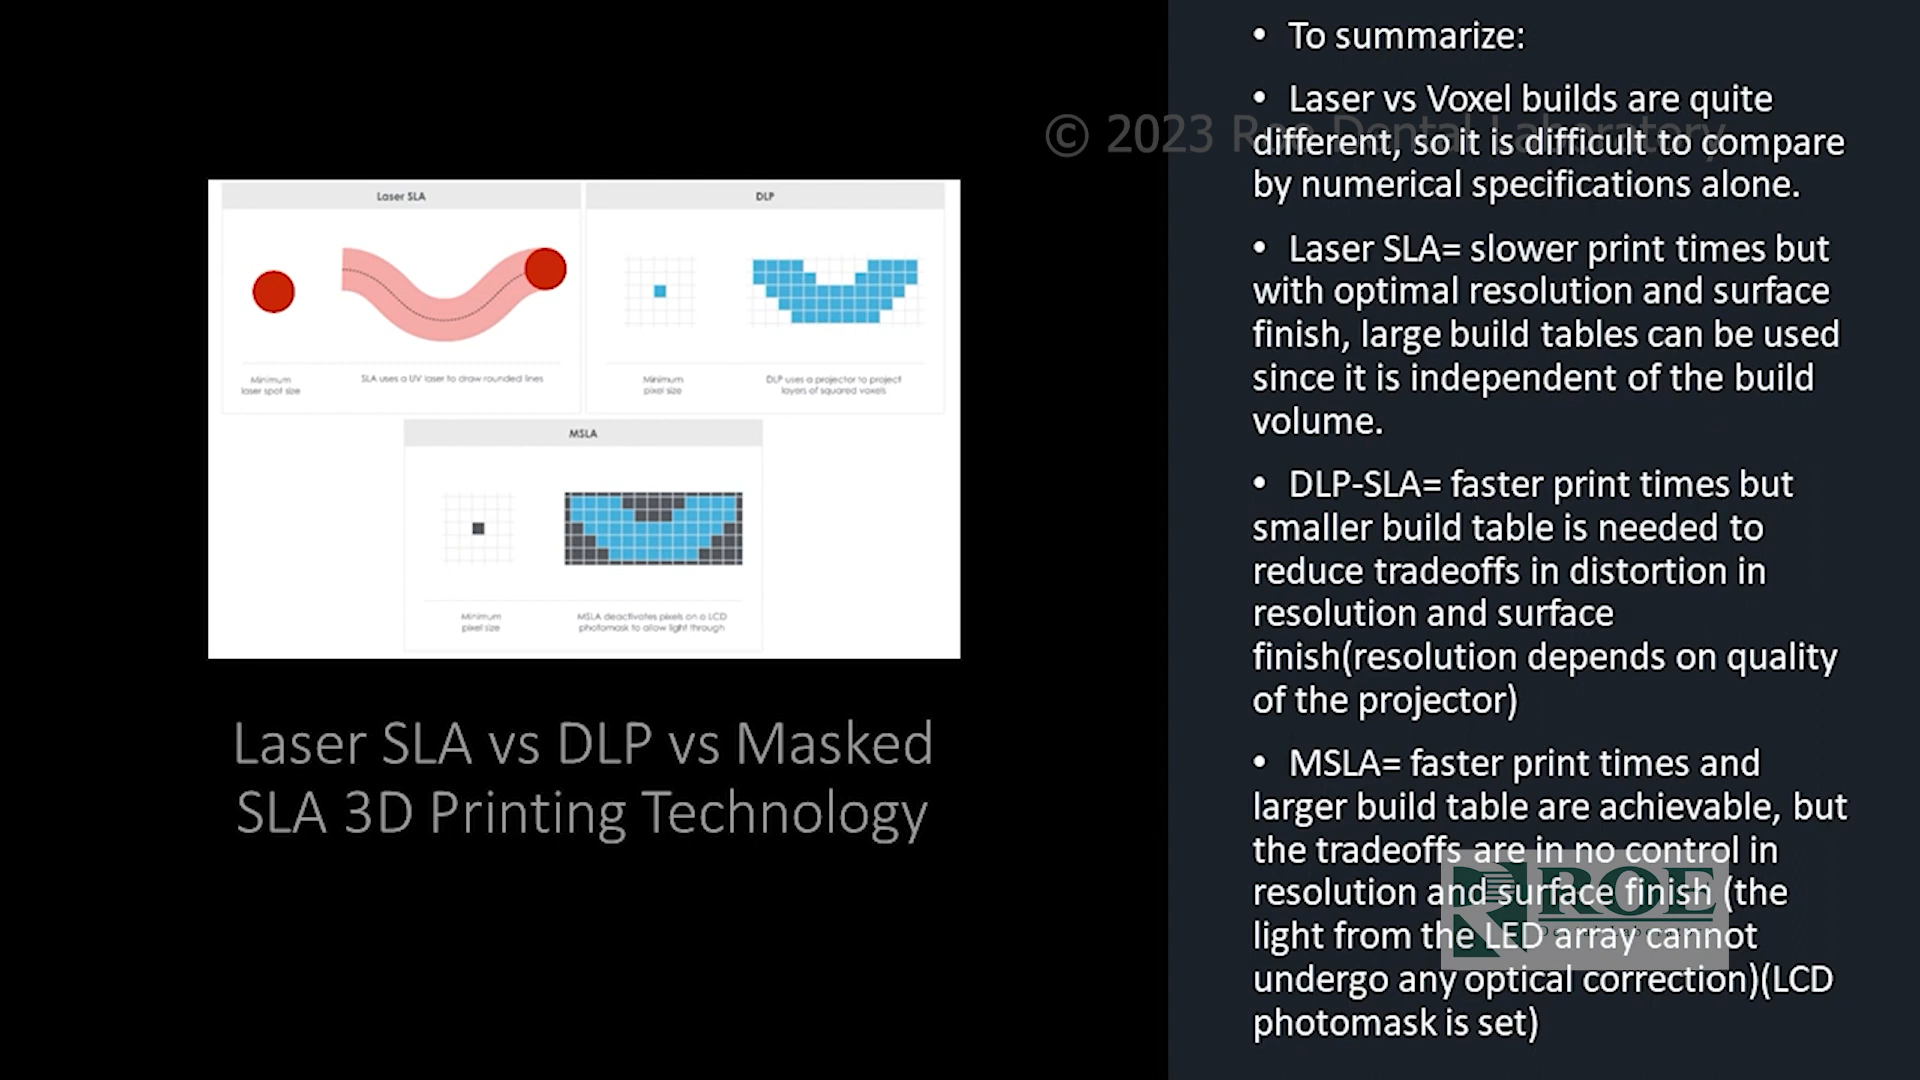 Laser SLA
DLP
Minimum
laser spot size
SLA uses a UV laser to draw rounded lines
Minimum
pixel size
DLP uses a projector to project
layers of squared voxels
MSLA
Minimum
pixel size
MSLA deactivates pixels on a LCD
photomask to allow light through
Laser SLA vs DLP vs Masked
SLA 3D Printing Technology
• To summarize:
• Laser vs Voxel builds are quite
different, so it is difficult to compare
by numerical specifications alone.
• Laser SLA= slower print times but
with optimal resolution and surface
finish, large build tables can be used
since it is independent of the build
volume.
• DLP-SLA= faster print times but
smaller build table is needed to
reduce tradeoffs in distortion in
resolution and surface
finish(resolution depends on quality
of the projector)
• MSLA= faster print times and
larger build table are achievable, but
the tradeoffs are in no control in
resolution and surface finish (the
light from the LED array cannot
undergo any optical correction)(LCD
photomask is set)
© 2023 Roe Dental Laboratory
ROE
Dental Laboratory